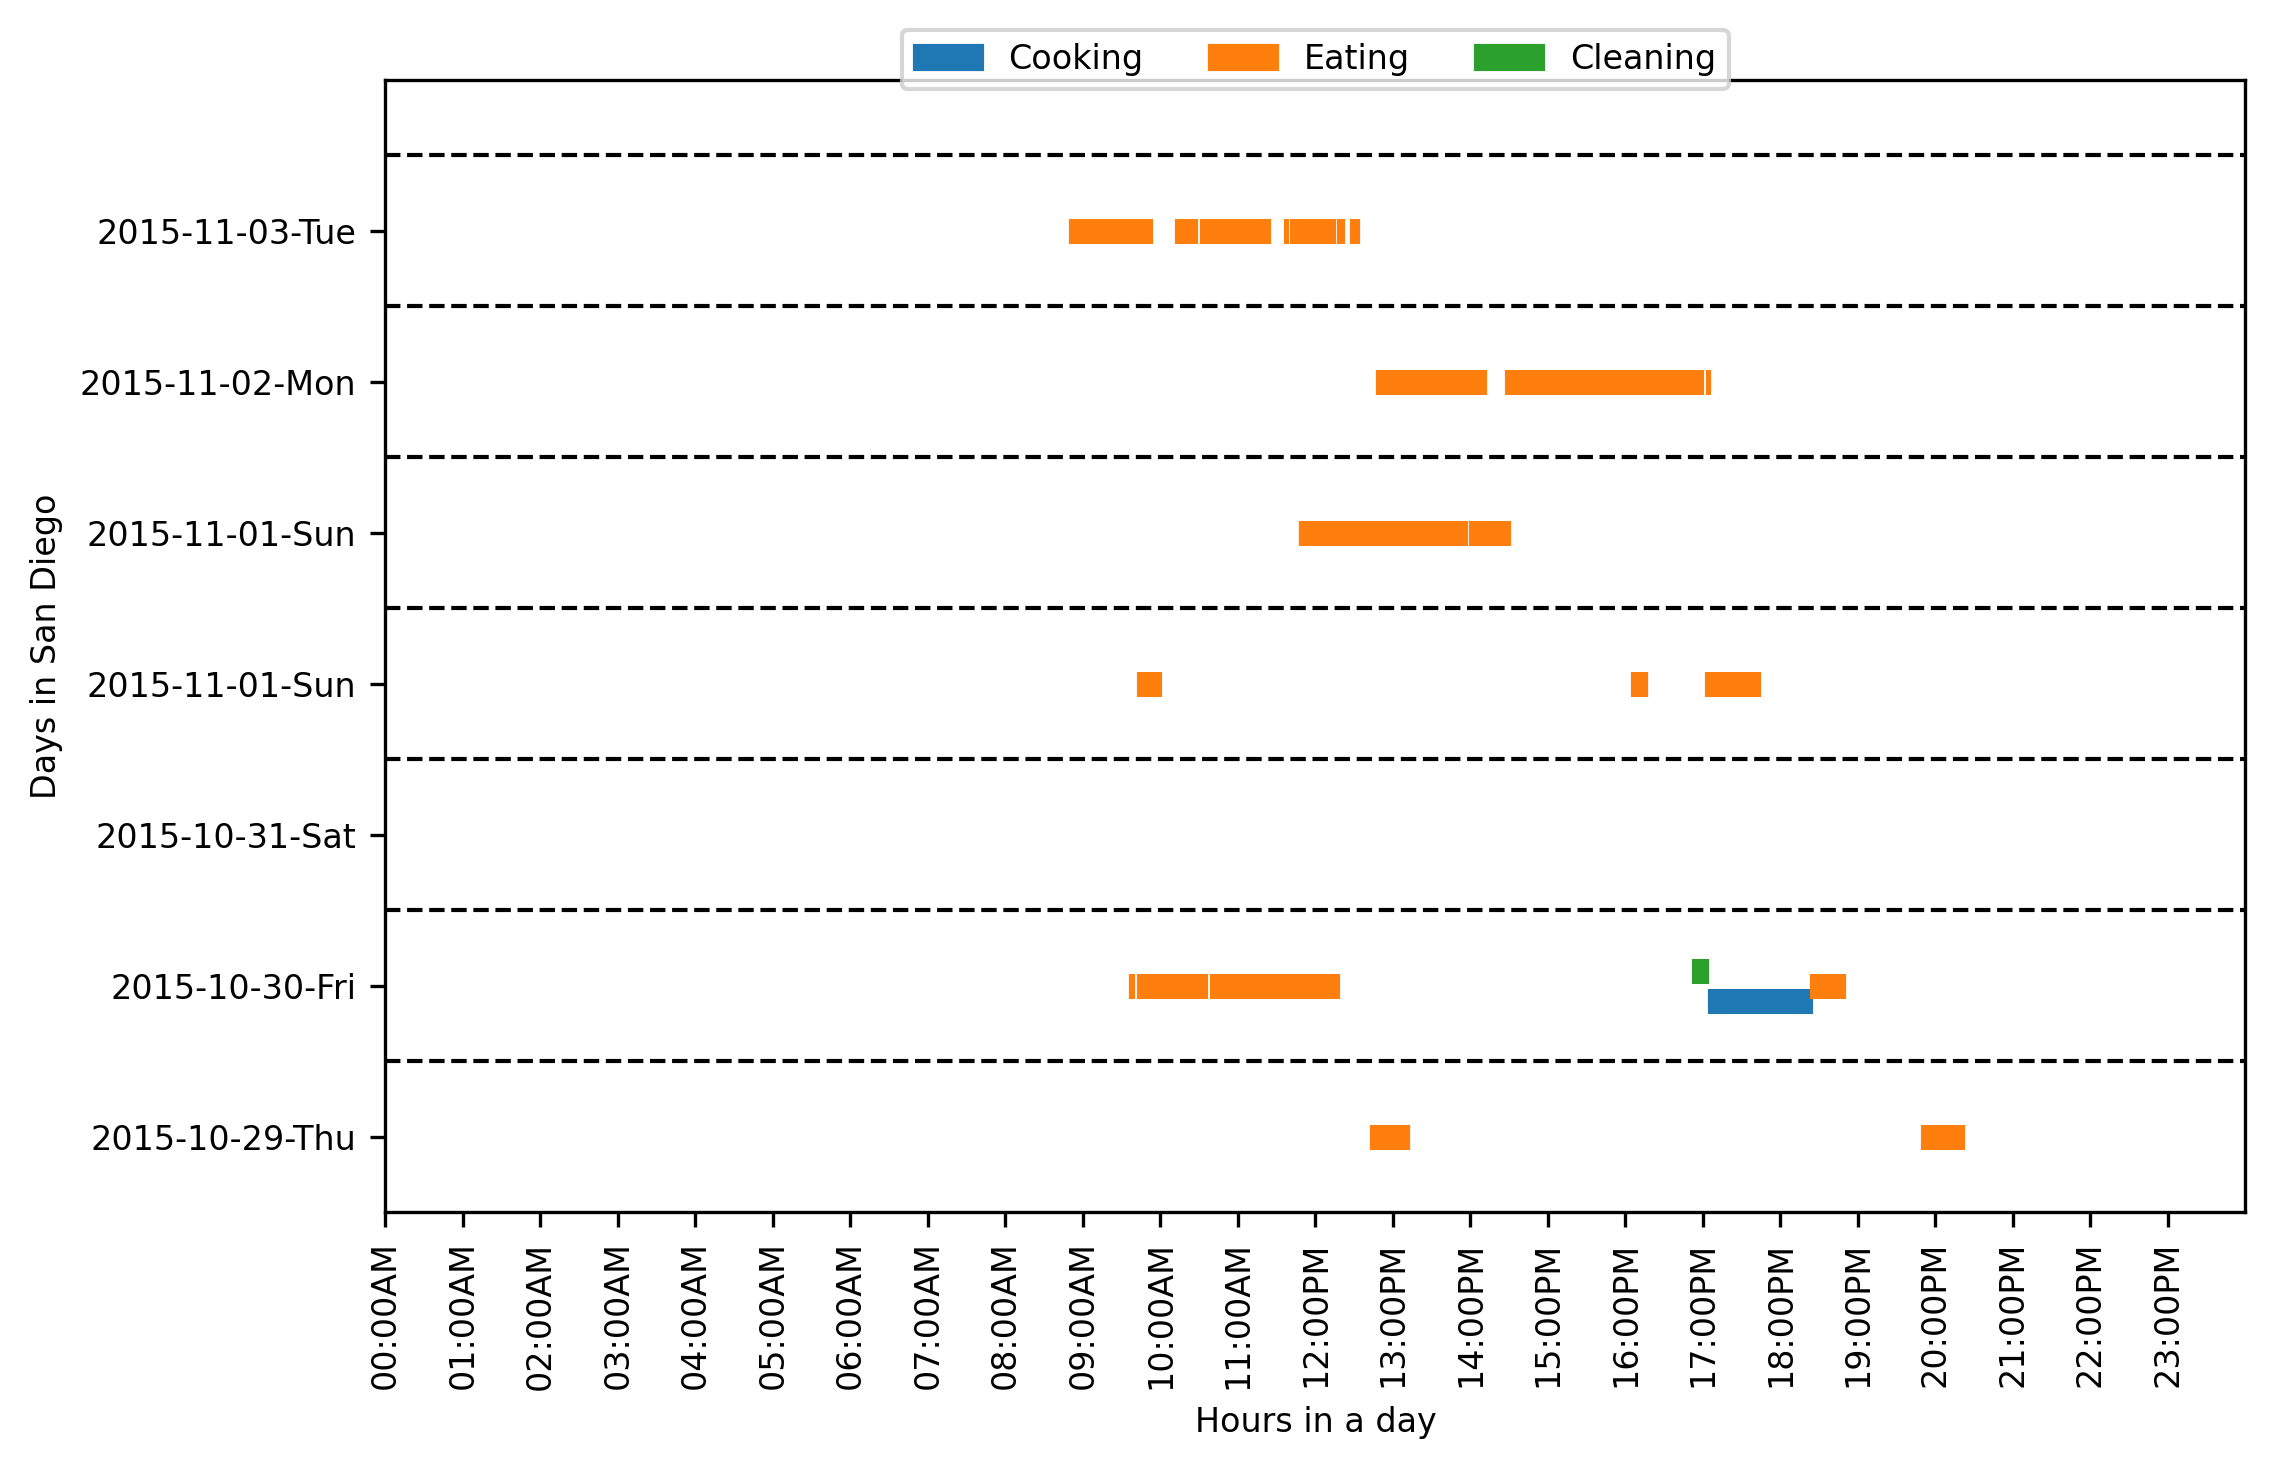 Cooking Eating Cleaning
2015-11-03-Tue
2015-11-02-Mon
2015-11-01-Sun
2015-11-01-Sun
2015-10-31-Sat
2015-10-30-Fri
2015-10-29-Thu
Days in San Diego
00:00AM
01:00AM
02:00AM
03:00AM
04:00AM
05:00AM
06:00AM
07:00AM
08:00AM
09:00AM
10:00AM
11:00AM
12:00PM
13:00PM
14:00PM
15:00PM
16:00PM
17:00PM
18:00PM
19:00PM
20:00PM
21:00PM
22:00PM
23:00PM
Hours in a day